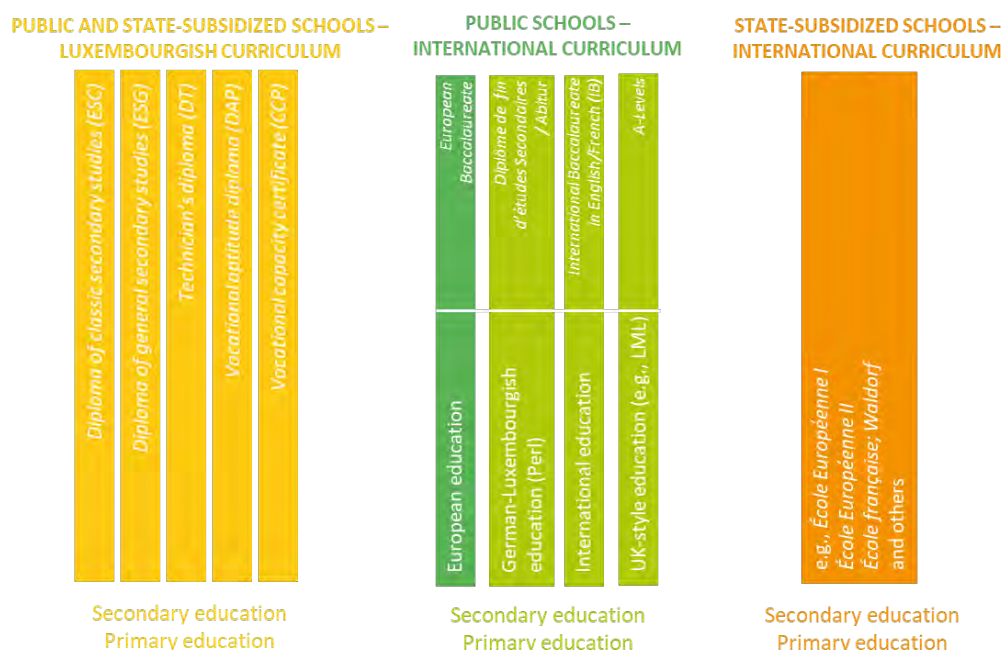 PUBLIC AND STATE-SUBSIDIZED SCHOOLS –
LUXEMBOURGISH CURRICULUM
Diploma of classic secondary studies (ESC)
Diploma of general secondary studies (ESG)
Technician's diploma (DT)
Vocational aptitude diploma (DAP)
Vocational capacity certificate (CCP)
Secondary education
Primary education
PUBLIC SCHOOLS –
INTERNATIONAL CURRICULUM
European
Baccalaureate
Diplôme de fin
d'études Secondaires
/Abitur
International Baccalaureate
in English/French (IB)
A-Levels
European education
German-Luxembourgish
education (Perl)
International education
UK-style education (e.g., LML)
Secondary education
Primary education
STATE-SUBSIDIZED SCHOOLS –
INTERNATIONAL CURRICULUM
e.g., École Européenne I
École Européenne II
École française; Waldorf
and others
Secondary education
Primary education